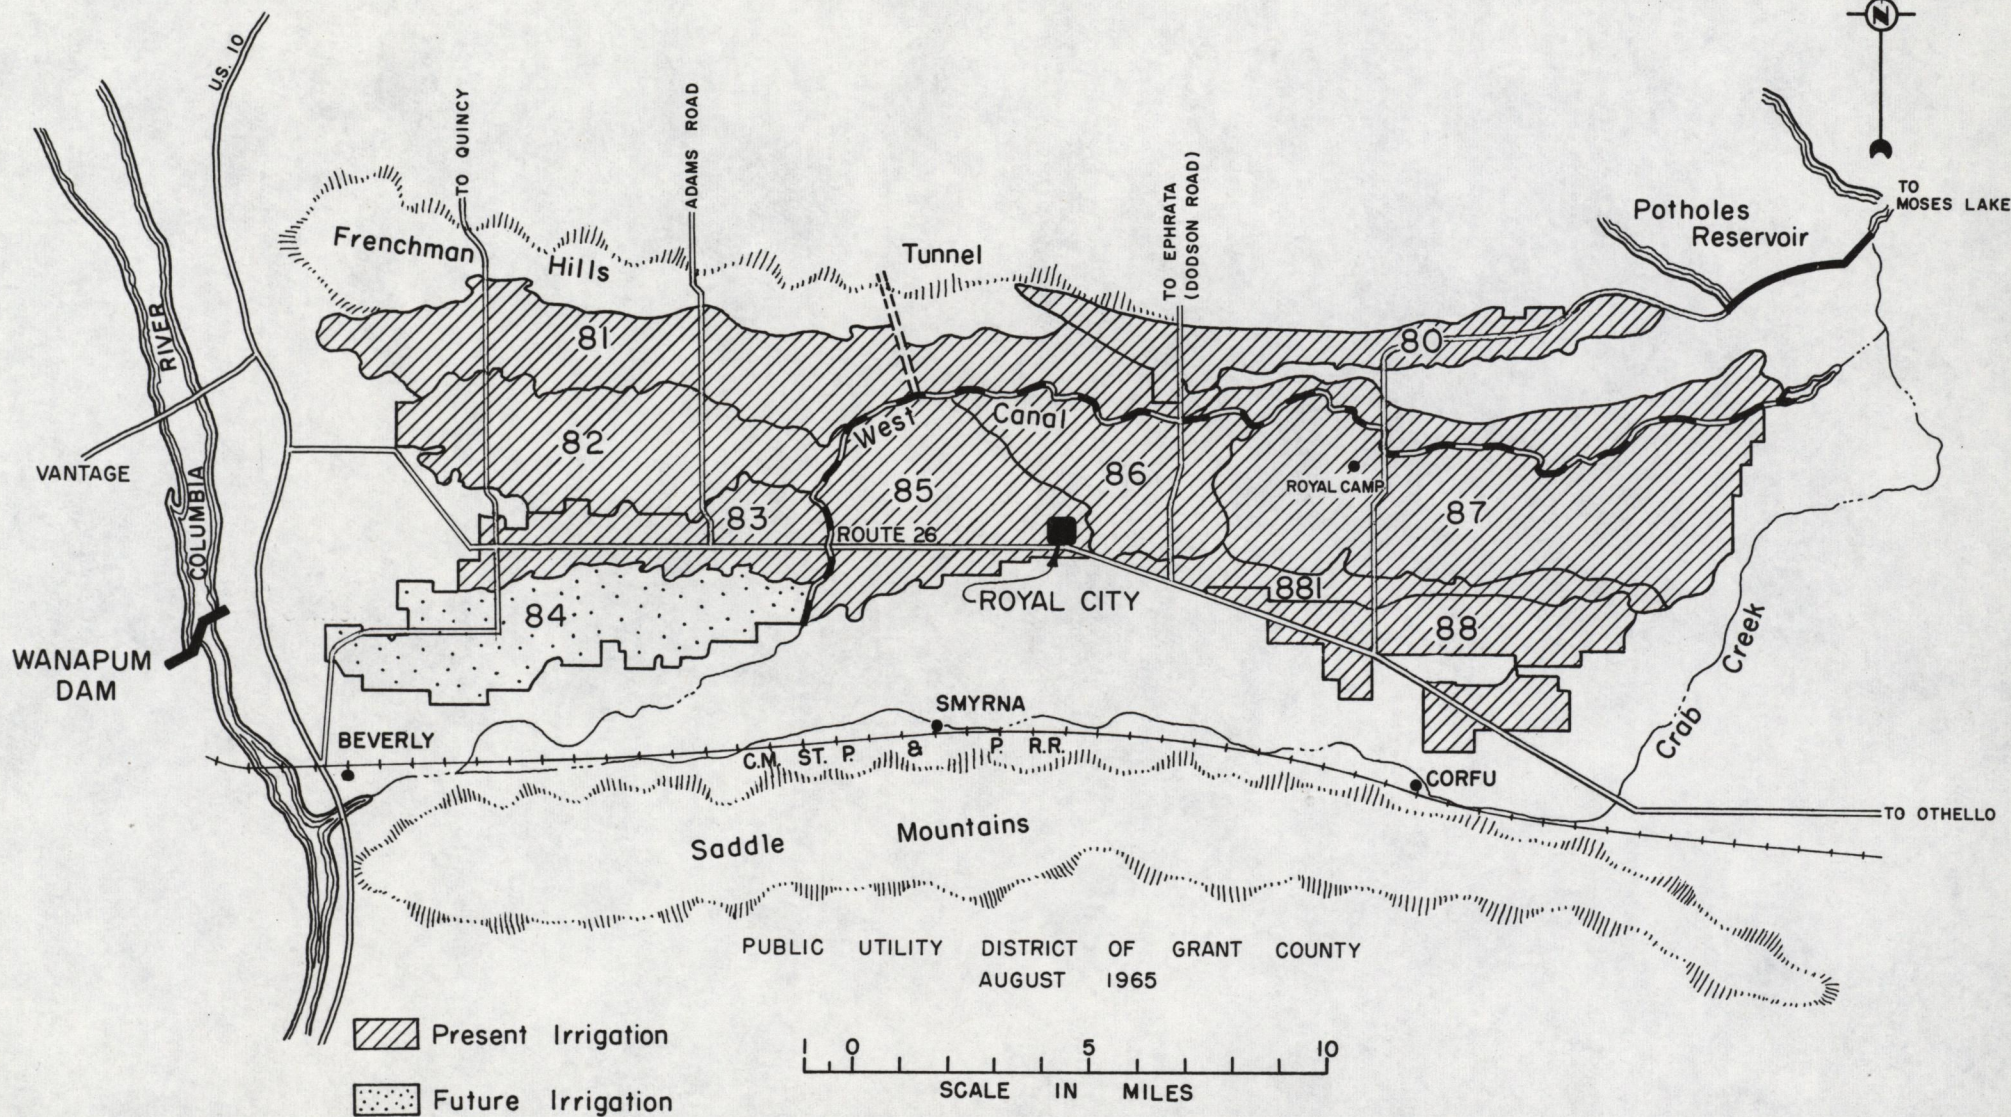 N
U.S. 10
TO QUINCY
ADAMS ROAD
TO EPHRATA
(DODSON ROAD)
TO
MOSES LAKE
Potholes
Reservoir
Frenchman
Hills
Tunnel
81
80
RIVER
COLUMBIA
VANTAGE
82
West
Canal
85
86
ROYAL CAMP
87
83
ROUTE 26
881
84
ROYAL CITY
88
WANAPUM
DAM
Crab
Creek
BEVERLY
SMYRNA
C.M. ST. P. & P. R.R.
CORFU
TO OTHELLO
Saddle
Mountains
PUBLIC UTILITY DISTRICT OF GRANT COUNTY
AUGUST 1965
Present Irrigation
Future Irrigation
1 0 5 10
SCALE IN MILES